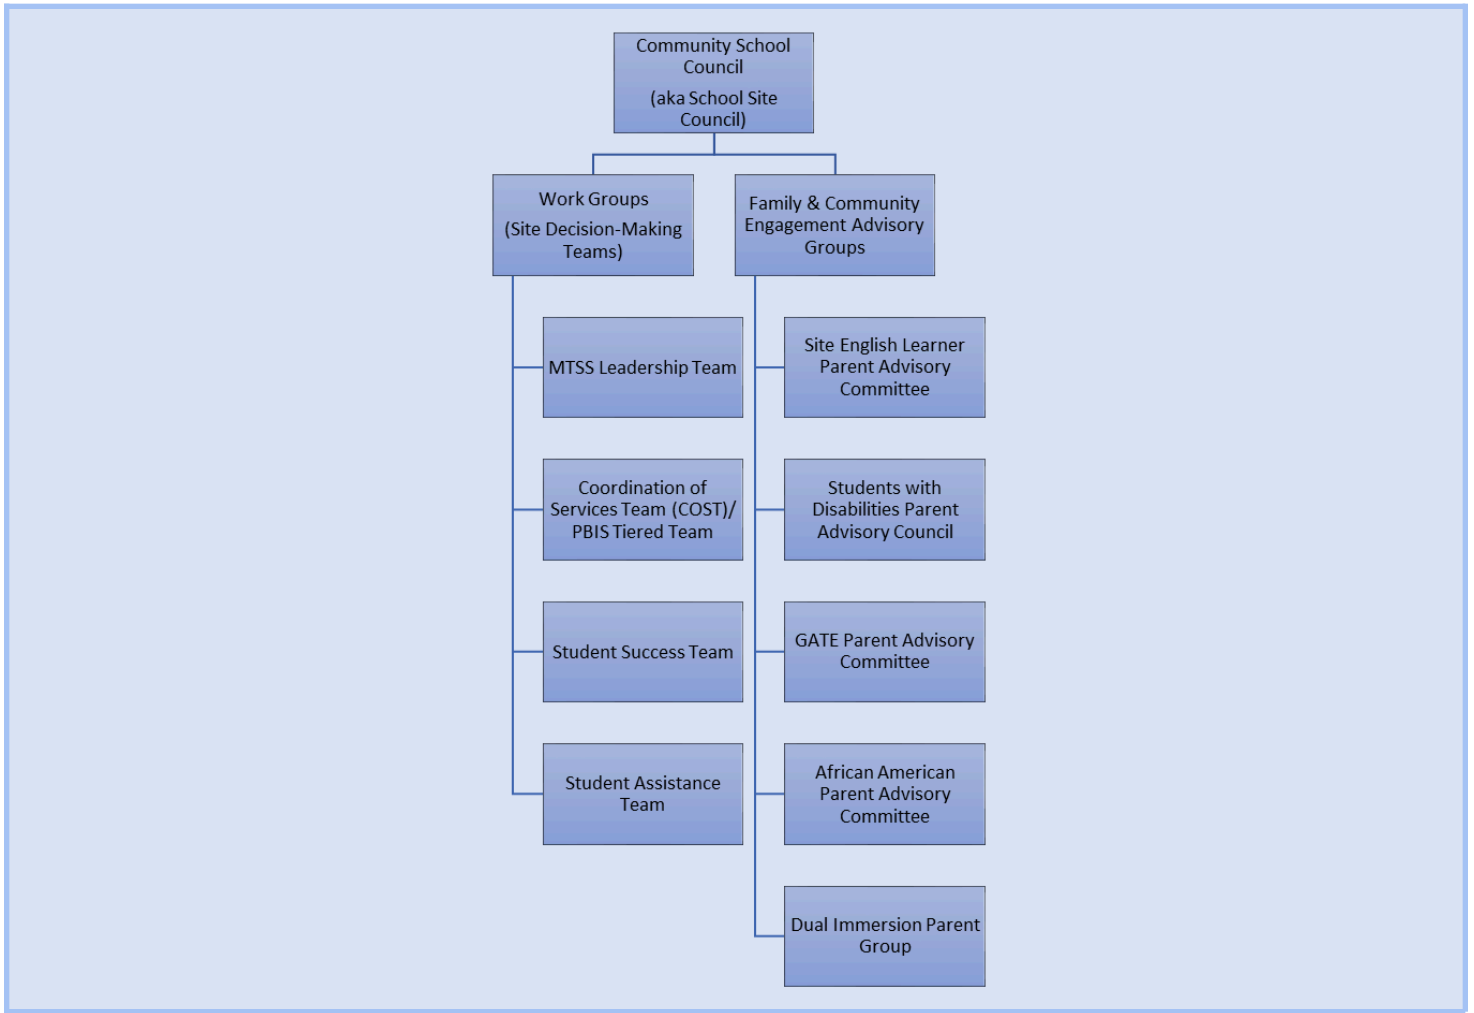 Community School
Council
(aka School Site
Council)
Work Groups
(Site Decision-Making
Teams)
Family & Community
Engagement Advisory
Groups
MTSS Leadership Team
Coordination of
Services Team (COST)/
PBIS Tiered Team
Student Success Team
Student Assistance
Team
Site English Learner
Parent Advisory
Committee
Students with
Disabilities Parent
Advisory Council
GATE Parent Advisory
Committee
African American
Parent Advisory
Committee
Dual Immersion Parent
Group